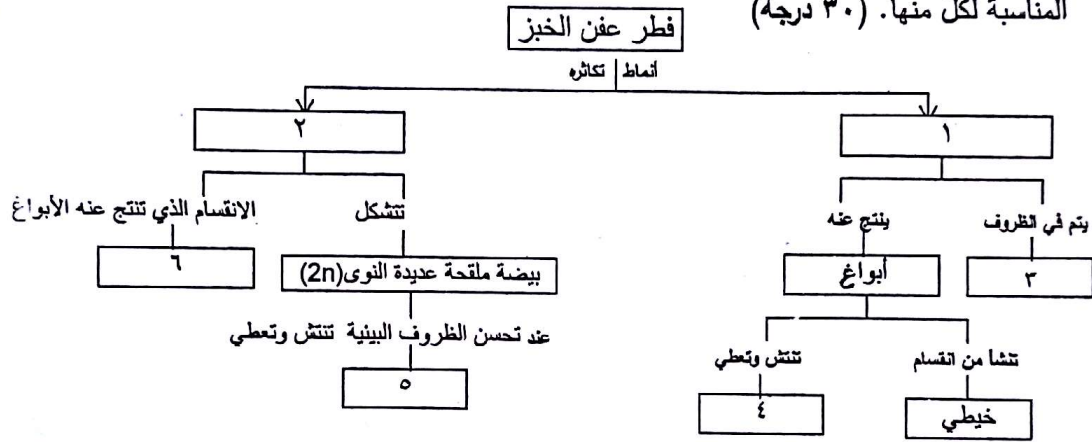 المناسبة لكل منها. (٣٠ درجة)
فطر عفن الخبز
أنماط تكاثره
١
٢
يتم في الظروف
ينتج عنه
تتشكل
الانقسام الذي تنتج عنه الأبواغ
٣
أبواغ
بيضة ملقحة عديدة النوى(2n)
٦
تنشأ من انقسام
تنتش وتعطي
عند تحسن الظروف البيئية تنتش وتعطي
خيطي
٤
٥